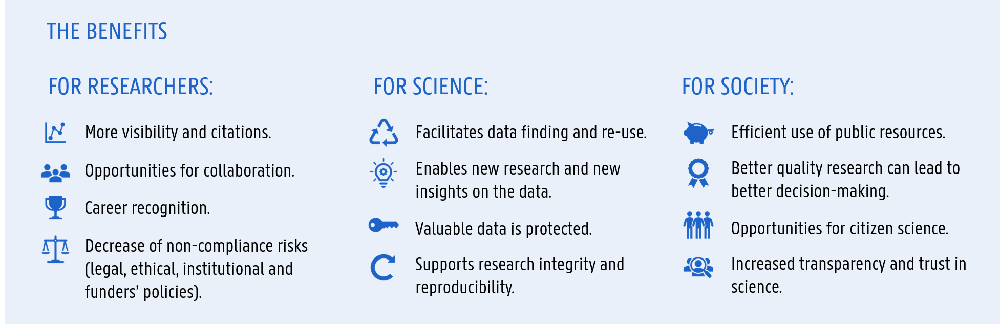 THE BENEFITS
FOR RESEARCHERS:
More visibility and citations.
Opportunities for collaboration.
Career recognition.
Decrease of non-compliance risks
(legal, ethical, institutional and
funders’ policies).
FOR SCIENCE:
Facilitates data finding and re-use.
Enables new research and new
insights on the data.
Valuable data is protected.
Supports research integrity and
reproducibility.
FOR SOCIETY:
Efficient use of public resources.
Better quality research can lead to
better decision-making.
Opportunities for citizen science.
Increased transparency and trust in
science.